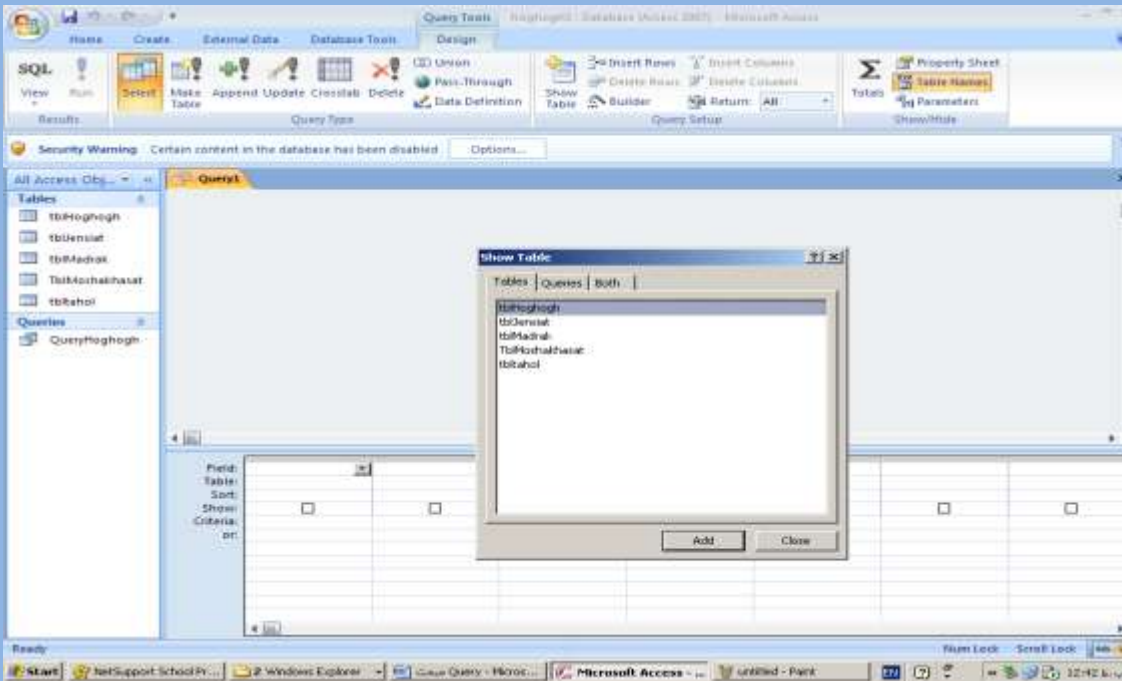 Query Tools
Database (Access 2007) - Microsoft Access
Home Create External Data Database Tools Design
SQL
View Run
Results
Select Make Table Append Update Crosstab Delete
Union
Pass-Through
Data Definition
Query Type
Show Table
Insert Rows
Delete Rows
Builder
Insert Columns
Delete Columns
Return: All
Query Setup
Totals
Property Sheet
Table Names
Parameters
Show/Hide
Security Warning Certain content in the database has been disabled Options...
All Access Obj...
Query1
Tables
tblHoghogh
tblJensiat
tblMadrak
TblMoshakhasat
tbltahol
Queries
QueryHoghogh
Show Table
Tables Queries Both
tblHoghogh
tblJensiat
tblMadrak
TblMoshakhasat
tbltahol
Add Close
Field:
Table:
Sort:
Show:
Criteria:
or:
Ready
Num Lock Scroll Lock
Start NetSupport School Pr... 2 Windows Explorer Query - Micros... Microsoft Access - ... untitled - Paint EN